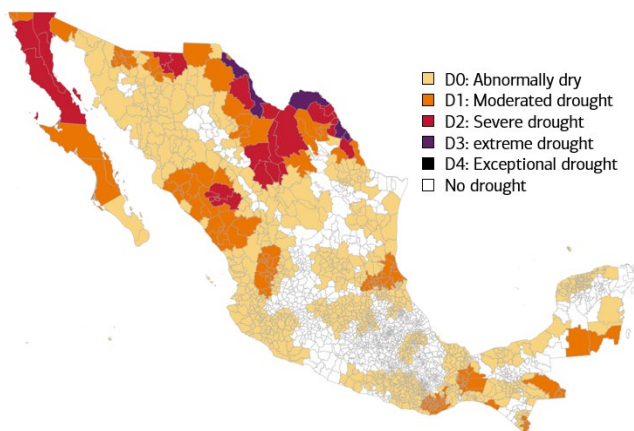 D0: Abnormally dry
D1: Moderated drought
D2: Severe drought
D3: extreme drought
D4: Exceptional drought
No drought